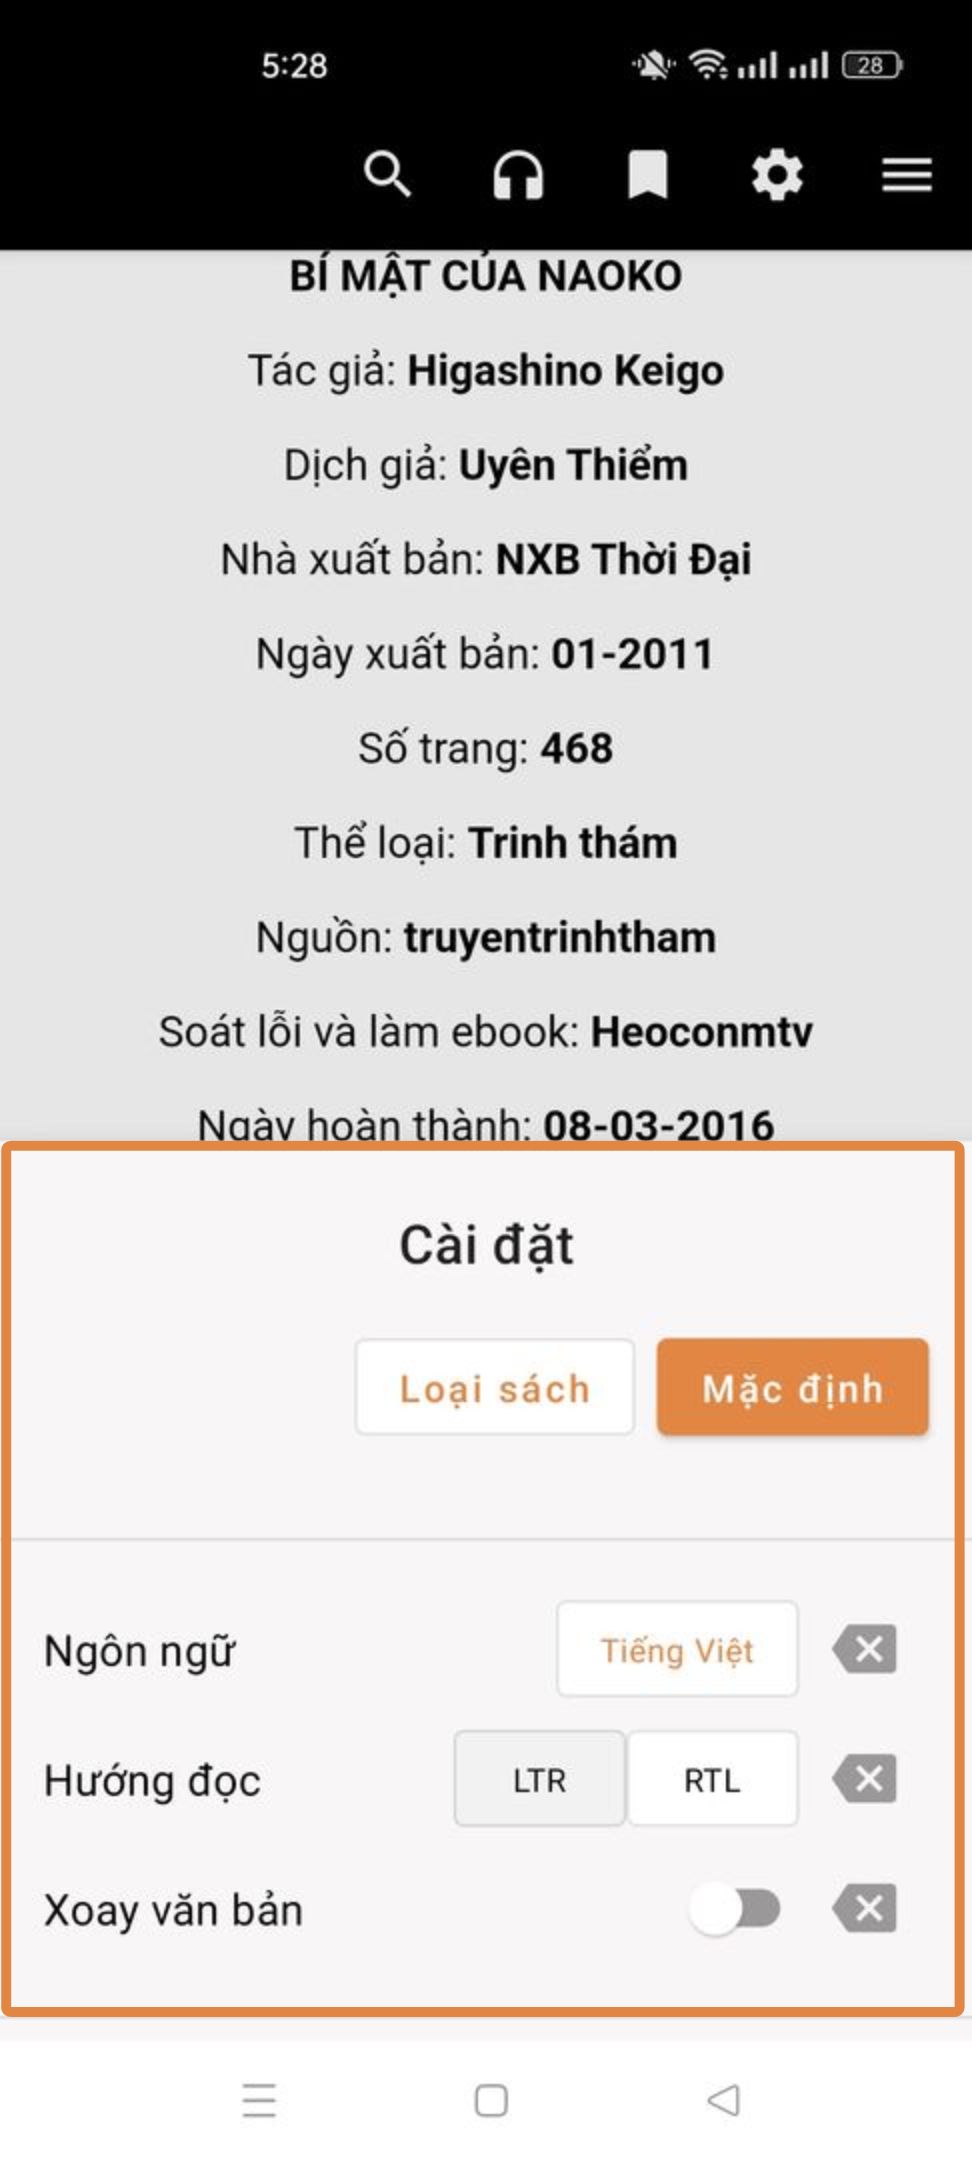 5:28
28
BÍ MẬT CỦA NAOKO
Tác giả: Higashino Keigo
Dịch giả: Uyên Thiểm
Nhà xuất bản: NXB Thời Đại
Ngày xuất bản: 01-2011
Số trang: 468
Thể loại: Trinh thám
Nguồn: truyentrinhtham
Soát lỗi và làm ebook: Heoconmtv
Ngày hoàn thành: 08-03-2016
Cài đặt
Loại sách Mặc định
Ngôn ngữ Tiếng Việt
Hướng đọc LTR RTL
Xoay văn bản